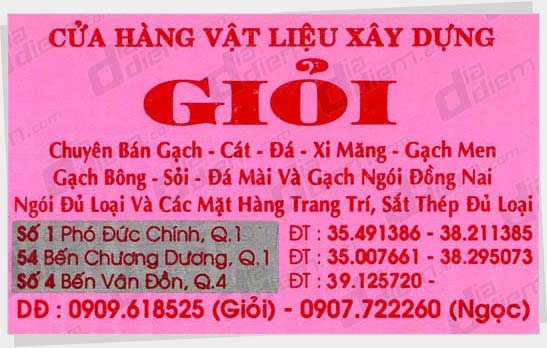 CỬA HÀNG VẬT LIỆU XÂY DỰNG
GIỎI
Chuyên Bán Gạch - Cát - Đá - Xi Măng - Gạch Men
Gạch Bông - Sỏi - Đá Mài Và Gạch Ngói Đồng Nai
Ngói Đủ Loại Và Các Mặt Hàng Trang Trí, Sắt Thép Đủ Loại
Số 1 Phó Đức Chính, Q.1 ĐT : 35.491386 - 38.211385
54 Bến Chương Dương, Q.1 ĐT : 35.007661 - 38.295073
Số 4 Bến Vân Đồn, Q.4 ĐT : 39.125720 -
DĐ : 0909.618525 (Giỏi) - 0907.722260 (Ngọc)
diadiem.com